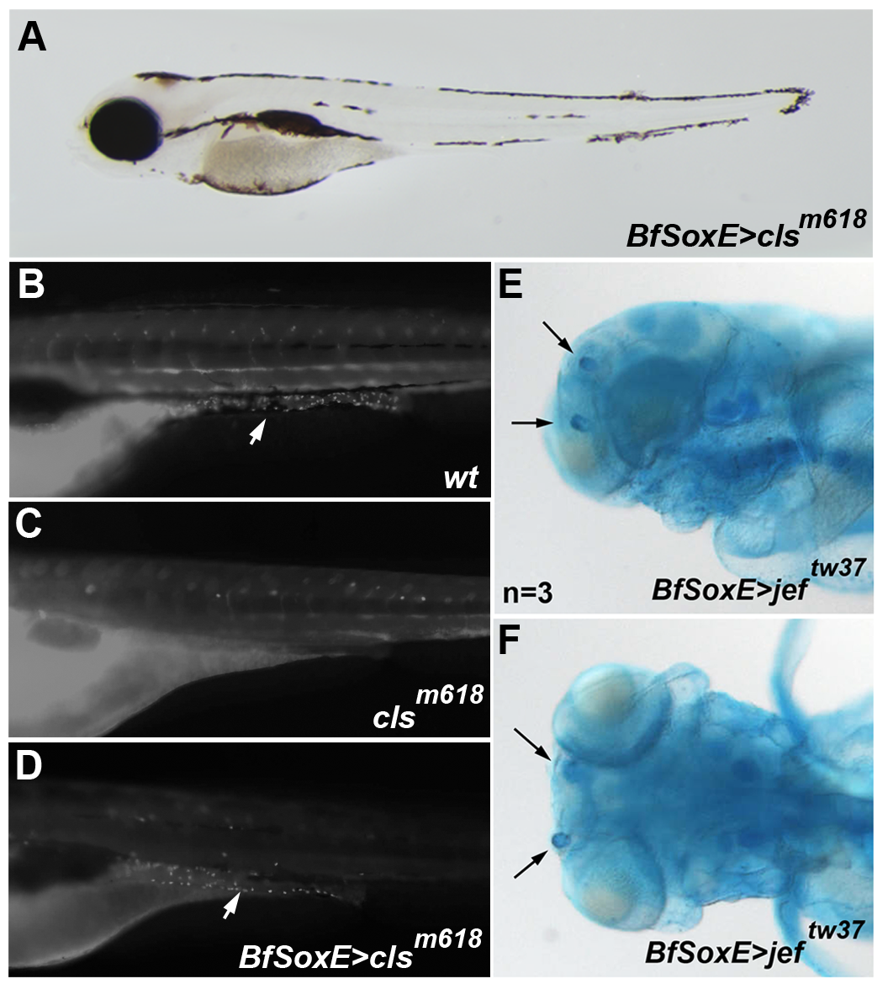 A
BfSoxE>cls m618
B
wt
C
cls m618
D
BfSoxE>cls m618
E
n=3
BfSoxE>jef tw37
F
BfSoxE>jef tw37